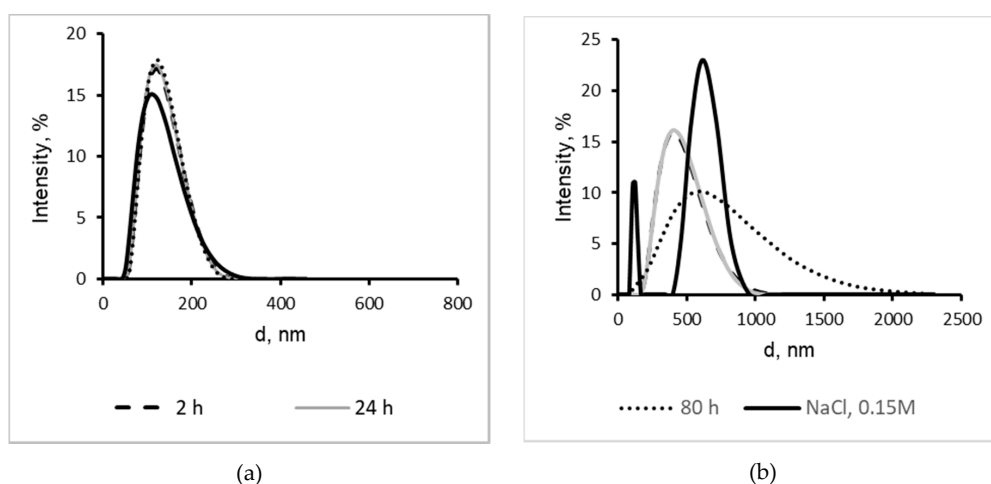 20
15
10
5
0
Intensity, %
0 200 400 600 800
d, nm
2 h 24 h
(a)
25
20
15
10
5
0
Intensity, %
0 500 1000 1500 2000 2500
d, nm
80 h NaCl, 0.15M
(b)